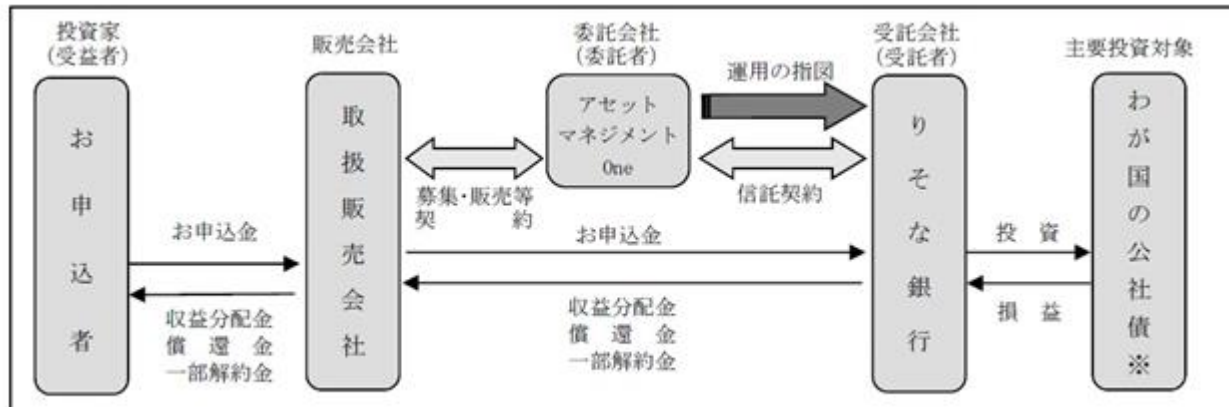 投資家
(受益者)
お申込者
お申込金
収益分配金
償還金
一部解約金
販売会社
取扱販売会社
募集・販売等
契約
委託会社
(委託者)
アセット
マネジメント
One
運用の指図
信託契約
お申込金
収益分配金
償還金
一部解約金
受託会社
(受託者)
りそな銀行
投資
損益
主要投資対象
わが国の公社債※